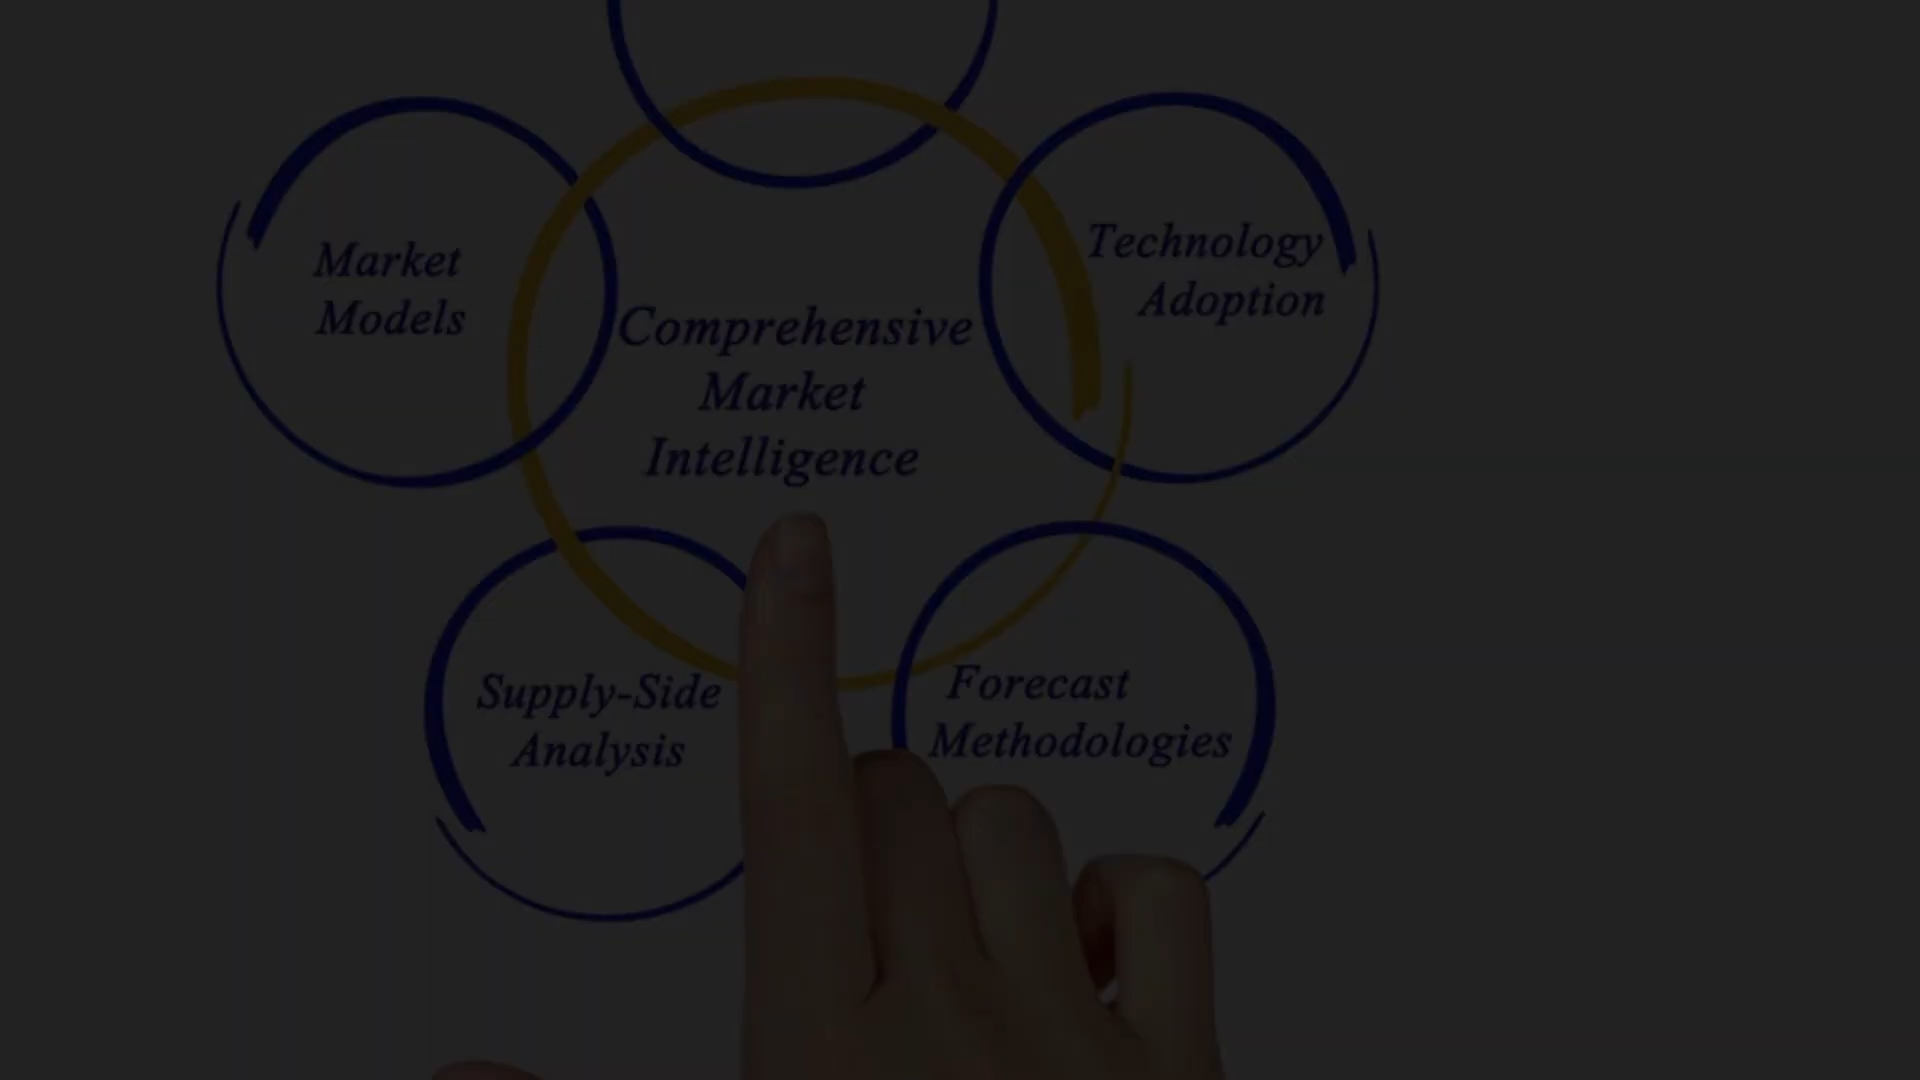 Market
Models
Technology
Adoption
Comprehensive
Market
Intelligence
Supply-Side
Analysis
Forecast
Methodologies